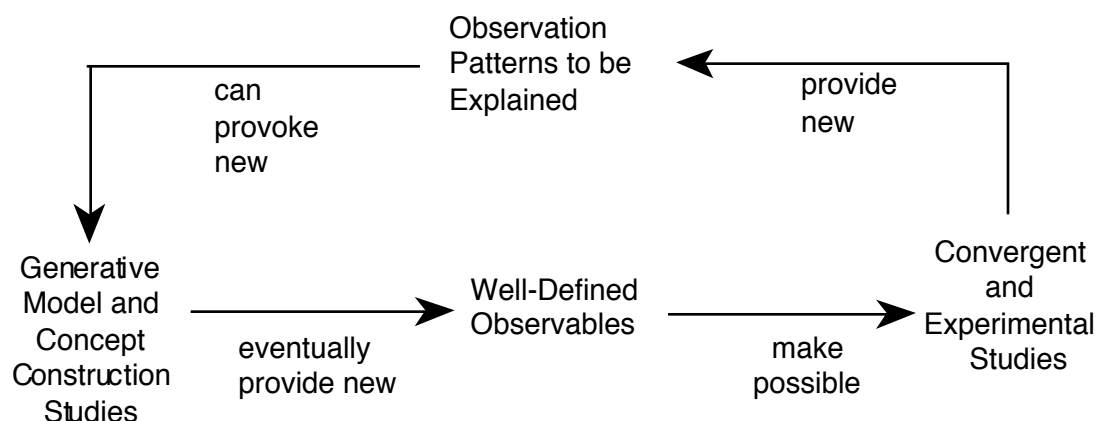 Observation
Patterns to be
Explained
can
provoke
new
provide
new
Generative
Model and
Concept
Construction
Studies
eventually
provide new
Well-Defined
Observables
make
possible
Convergent
and
Experimental
Studies